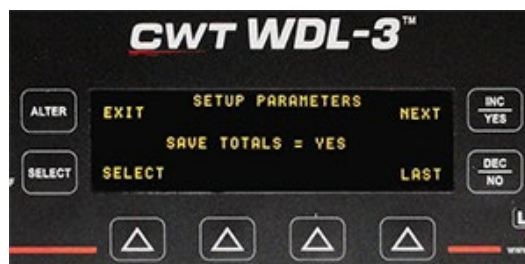 CWT WDL-3™
ALTER
EXIT
SETUP PARAMETERS
NEXT
INC
YES
SAVE TOTALS = YES
SELECT
SELECT
LAST
DEC
NO